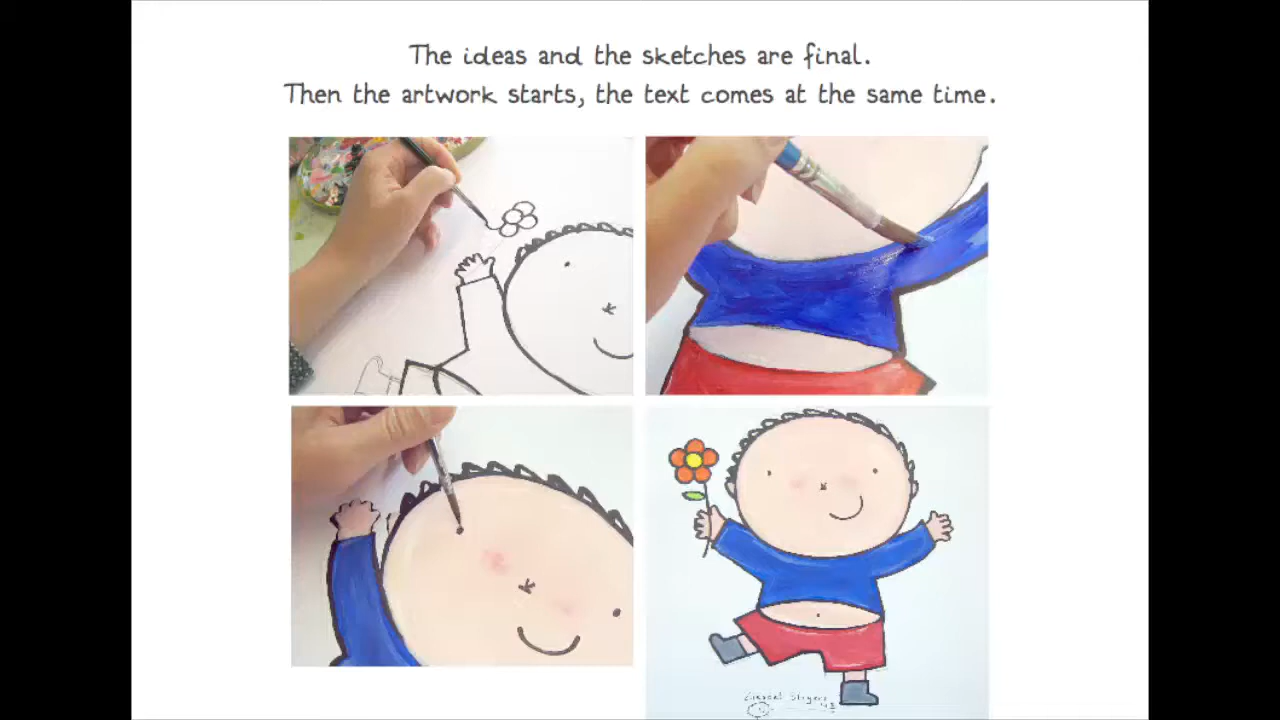 The ideas and the sketches are final.
Then the artwork starts, the text comes at the same time.